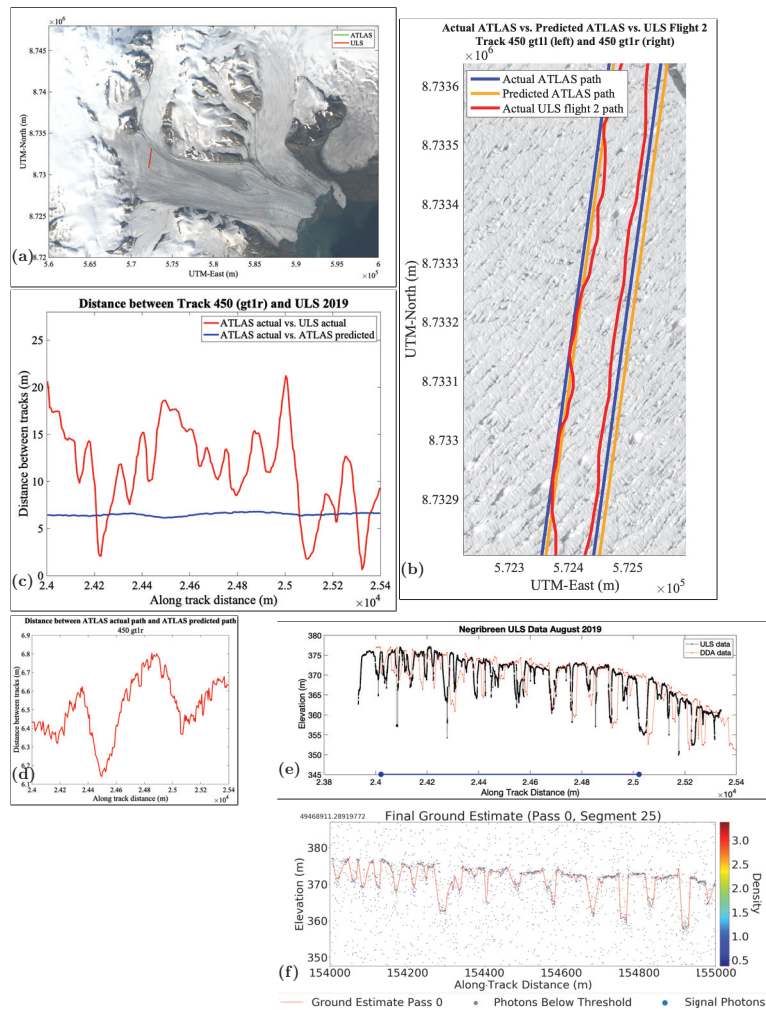 ×10⁶
8.745
8.74
8.735
8.73
8.725
8.72
UTM-North (m)
ATLAS
ULS
(a)
5.6 5.65 5.7 5.75 5.8 5.85 5.9 5.95 6
UTM-East (m)
×10⁵
Actual ATLAS vs. Predicted ATLAS vs. ULS Flight 2
Track 450 gt1l (left) and 450 gt1r (right)
×10⁶
Actual ATLAS path
Predicted ATLAS path
Actual ULS flight 2 path
8.7336
8.7335
8.7334
8.7333
8.7332
8.7331
8.733
8.7329
UTM-North (m)
(b)
5.723 5.724 5.725
UTM-East (m)
×10⁵
Distance between Track 450 (gt1r) and ULS 2019
ATLAS actual vs. ULS actual
ATLAS actual vs. ATLAS predicted
25
20
15
10
5
0
Distance between tracks (m)
(c)
2.4 2.42 2.44 2.46 2.48 2.5 2.52 2.54
Along track distance (m)
×10⁴
Distance between ATLAS actual path and ATLAS predicted path
450 gt1r
6.9
6.8
6.7
6.6
6.5
6.4
6.3
6.2
6.1
Distance between tracks (m)
(d)
2.4 2.42 2.44 2.46 2.48 2.5 2.52 2.54
Along track distance (m)
×10⁴
Negribreen ULS Data August 2019
ULS data
DDA data
380
375
370
365
360
355
350
345
Elevation (m)
(e)
2.38 2.4 2.42 2.44 2.46 2.48 2.5 2.52 2.54
Along Track Distance (m)
×10⁴
49468911.28919772
Final Ground Estimate (Pass 0, Segment 25)
380
370
360
350
Elevation (m)
3.0
2.5
2.0
1.5
1.0
0.5
Density
(f)
154000 154200 154400 154600 154800 155000
Along-Track Distance (m)
Ground Estimate Pass 0 Photons Below Threshold Signal Photons